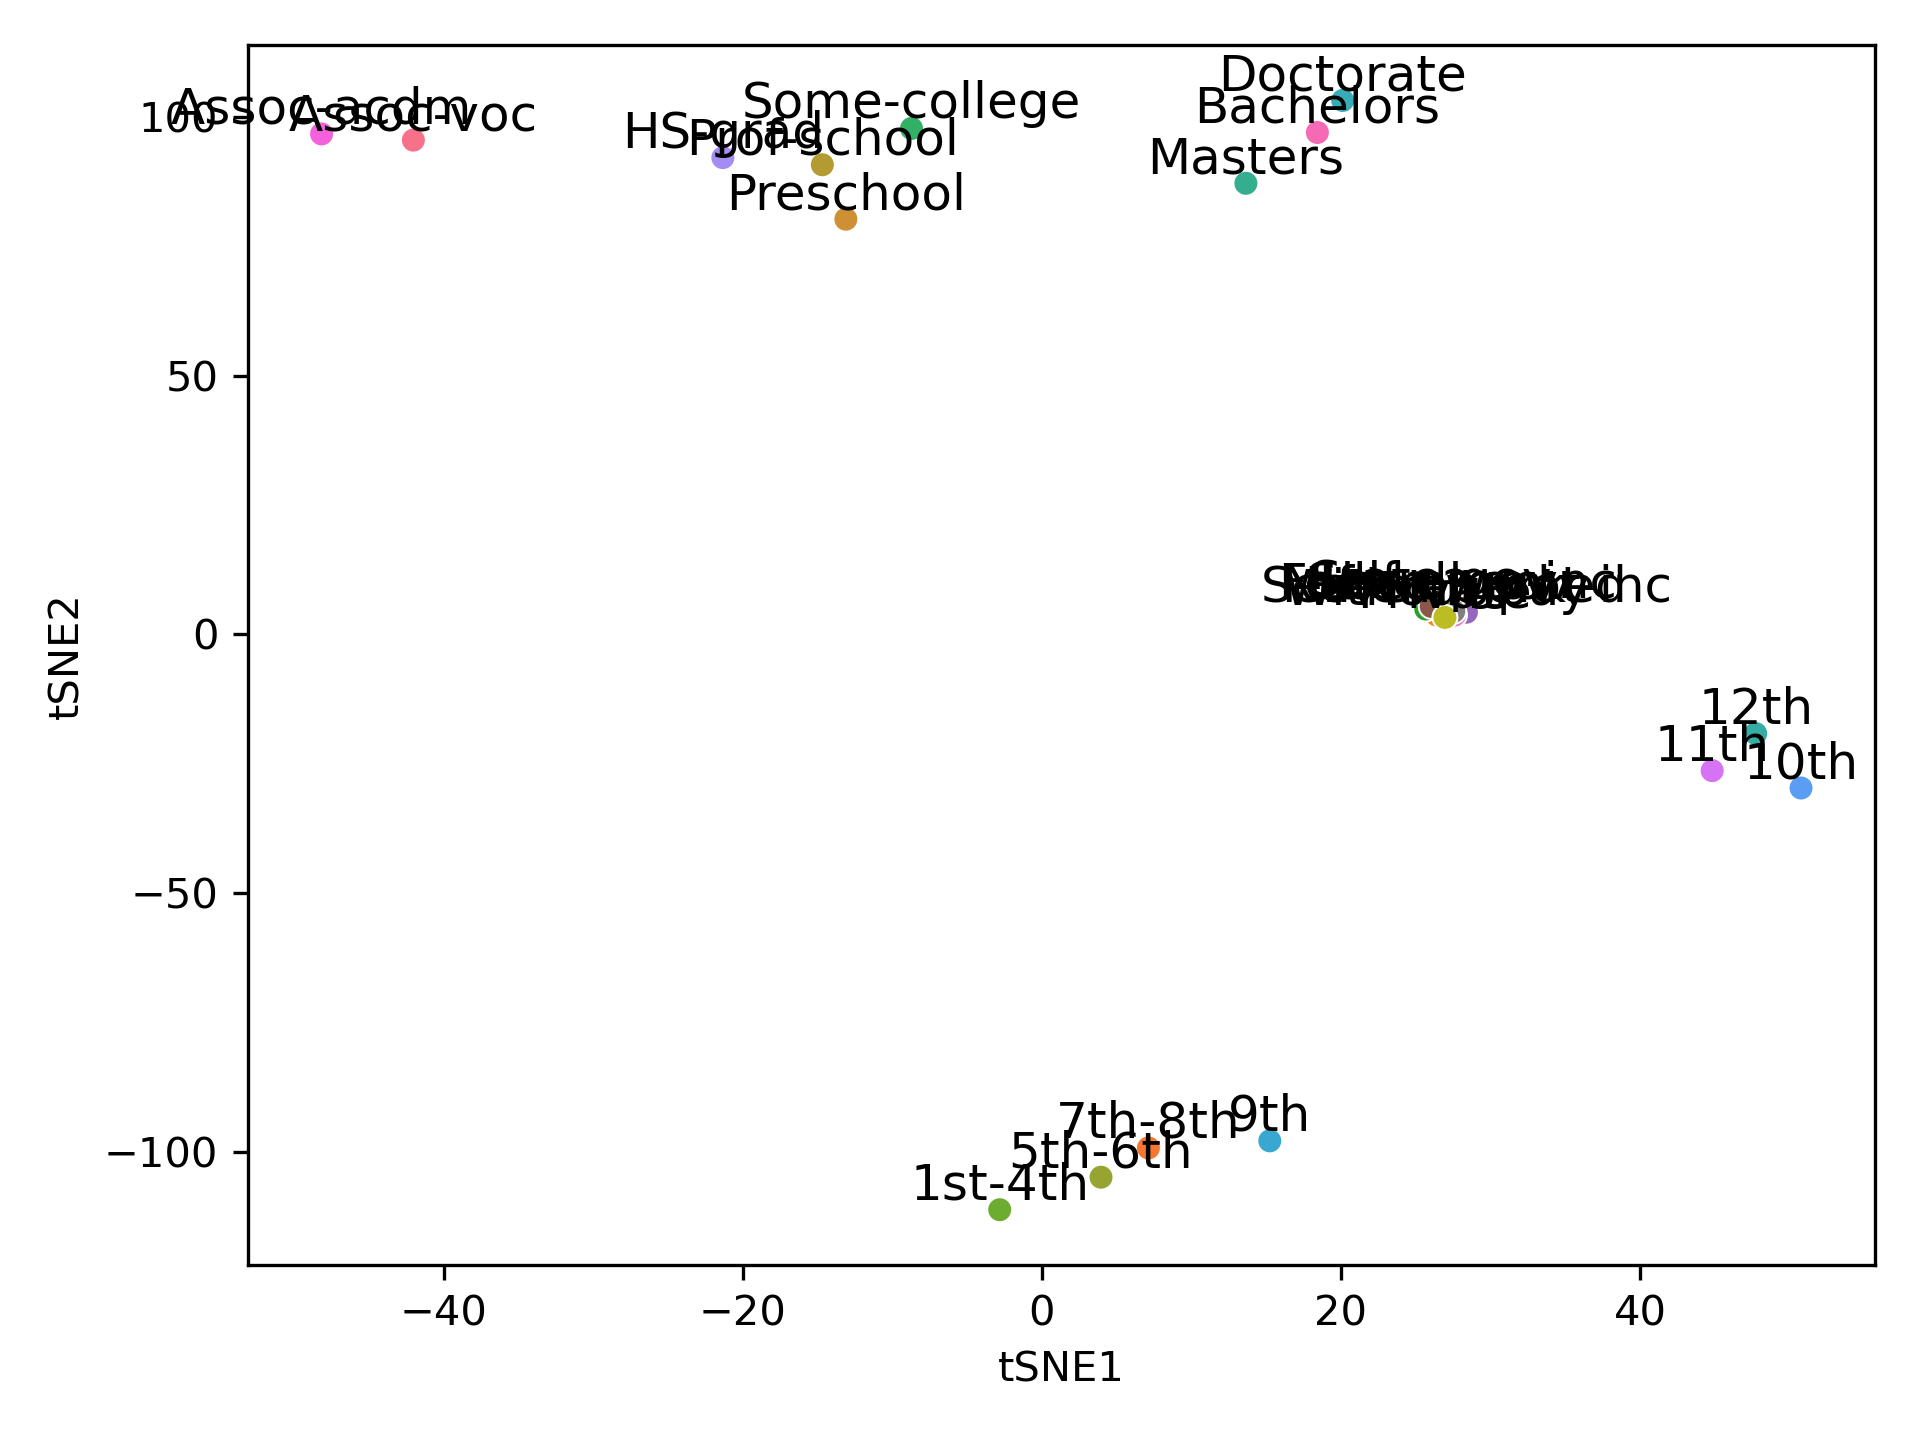 Doctorate
Bachelors
Masters
Some-college
Assoc-acdm
Assoc-voc
HS-grad
Prof-school
Preschool
12th
11th
10th
9th
7th-8th
5th-6th
1st-4th
100
50
0
−50
−100
tSNE2
−40
−20
0
20
40
tSNE1